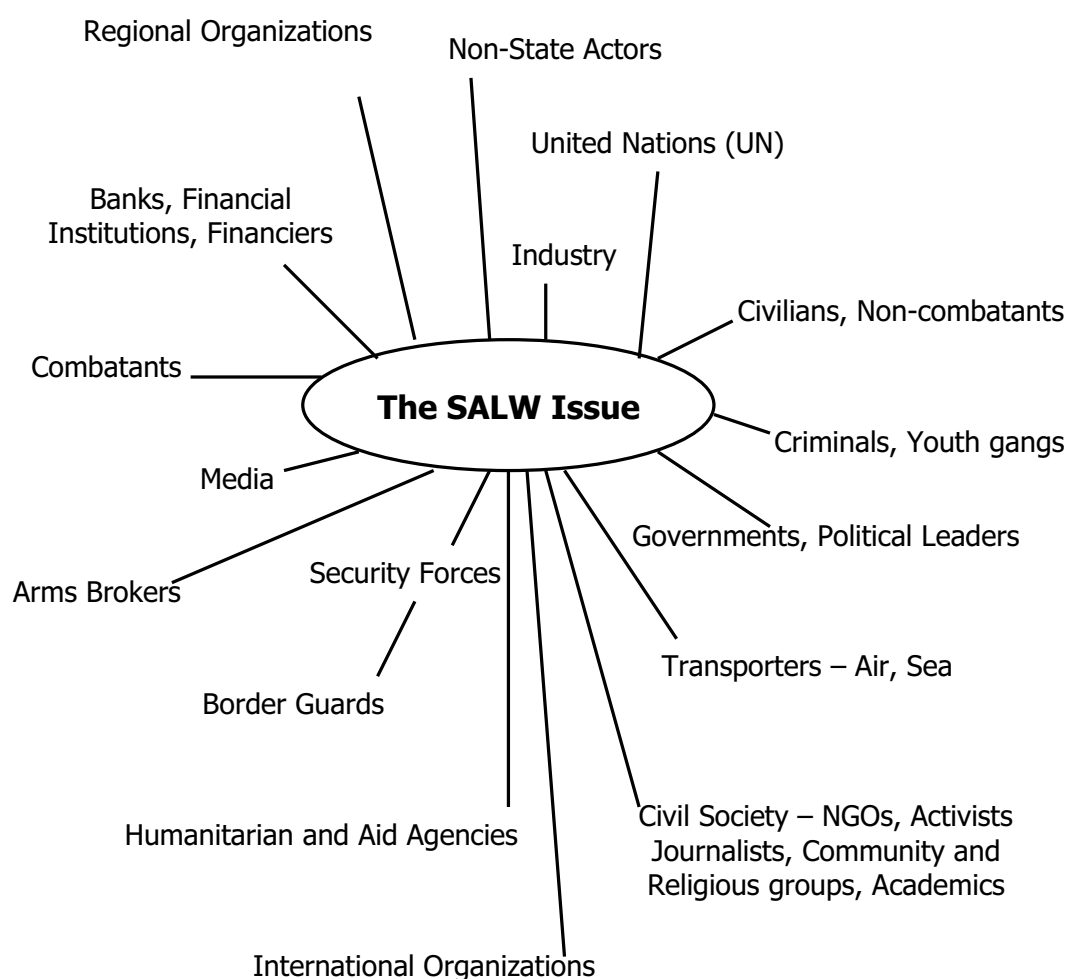 Regional Organizations
Non-State Actors
United Nations (UN)
Banks, Financial
Institutions, Financiers
Industry
Civilians, Non-combatants
Combatants
The SALW Issue
Criminals, Youth gangs
Media
Governments, Political Leaders
Security Forces
Arms Brokers
Transporters – Air, Sea
Border Guards
Humanitarian and Aid Agencies
Civil Society – NGOs, Activists
Journalists, Community and
Religious groups, Academics
International Organizations